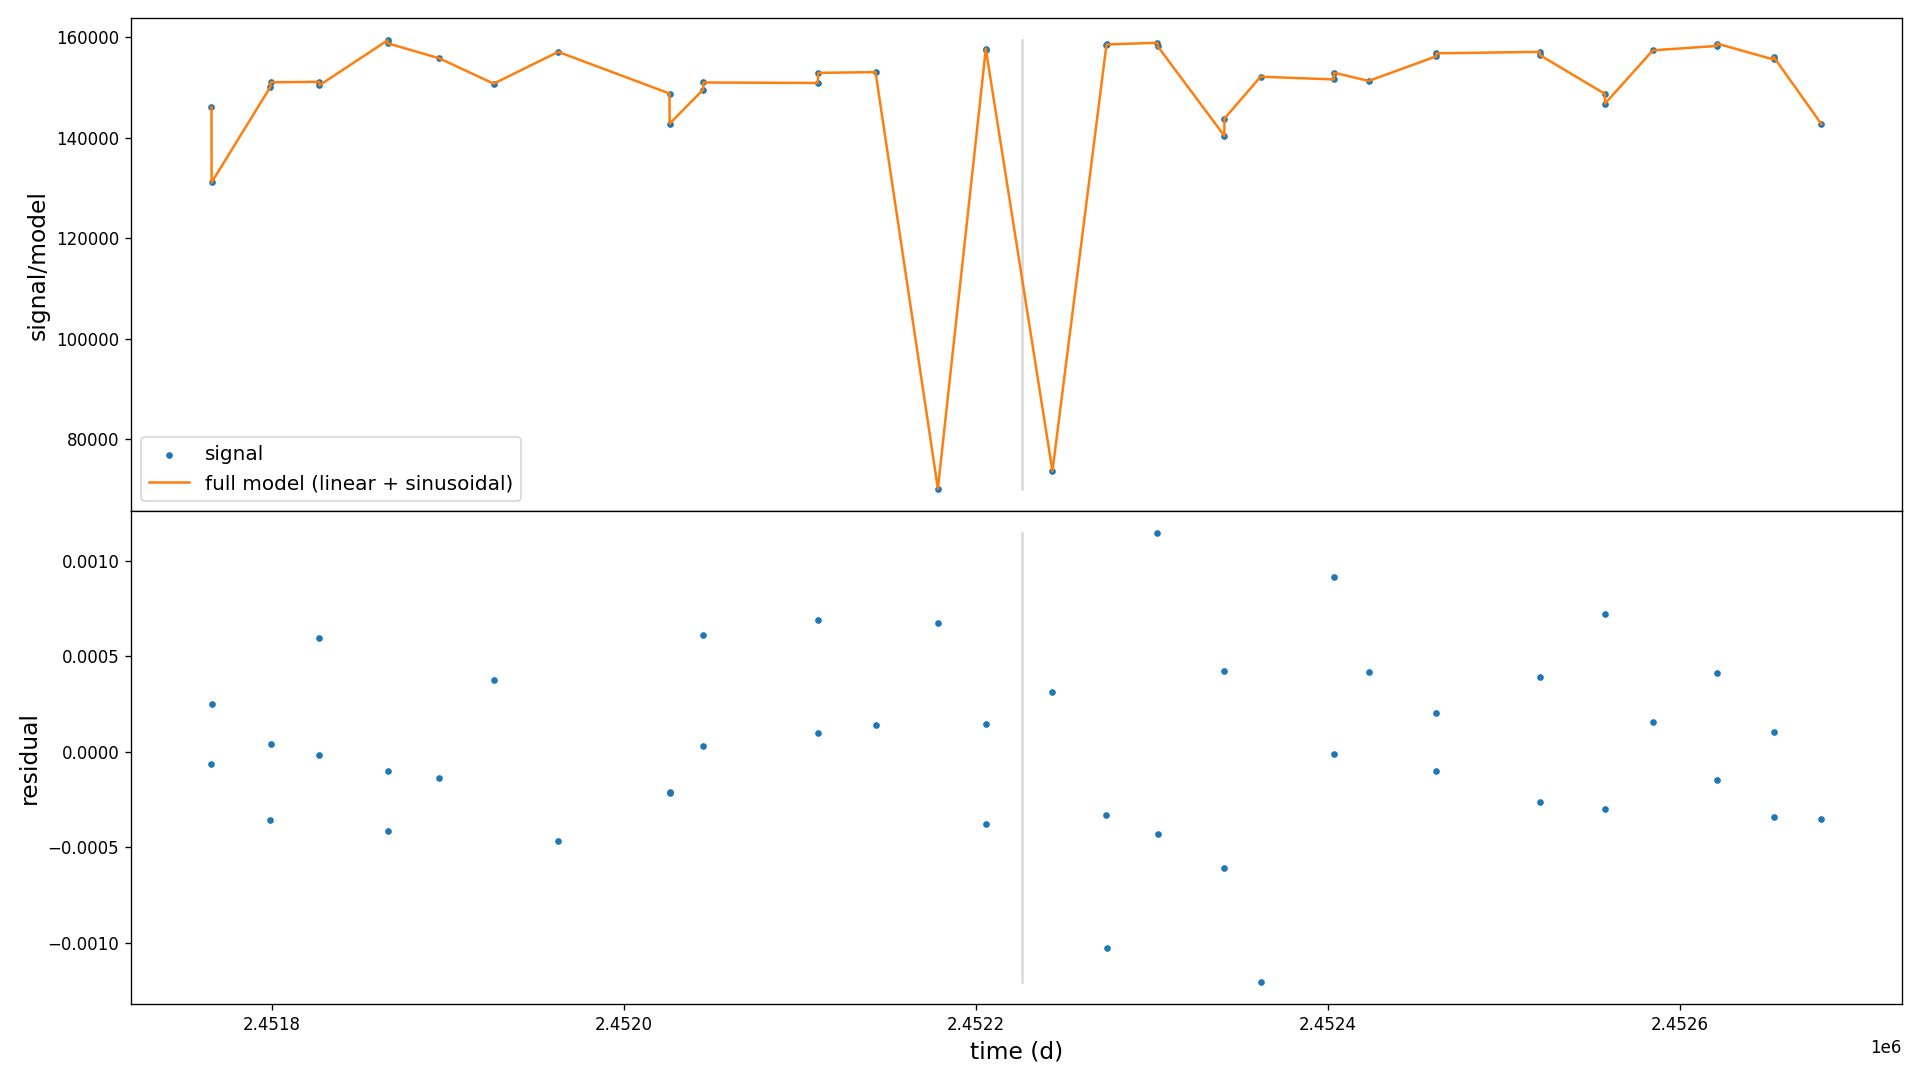 160000
140000
120000
100000
80000
signal/model
signal
full model (linear + sinusoidal)
0.0010
0.0005
0.0000
−0.0005
−0.0010
residual
2.4518
2.4520
2.4522
2.4524
2.4526
1e6
time (d)